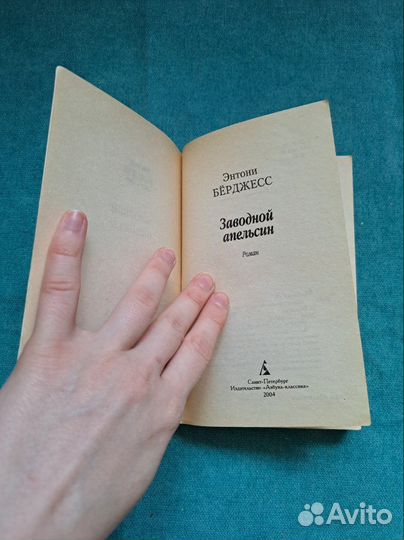 Энтони
БЁРДЖЕСС
Заводной
апельсин
Роман
Санкт-Петербург
Издательство «Азбука-классика»
2004
Avito